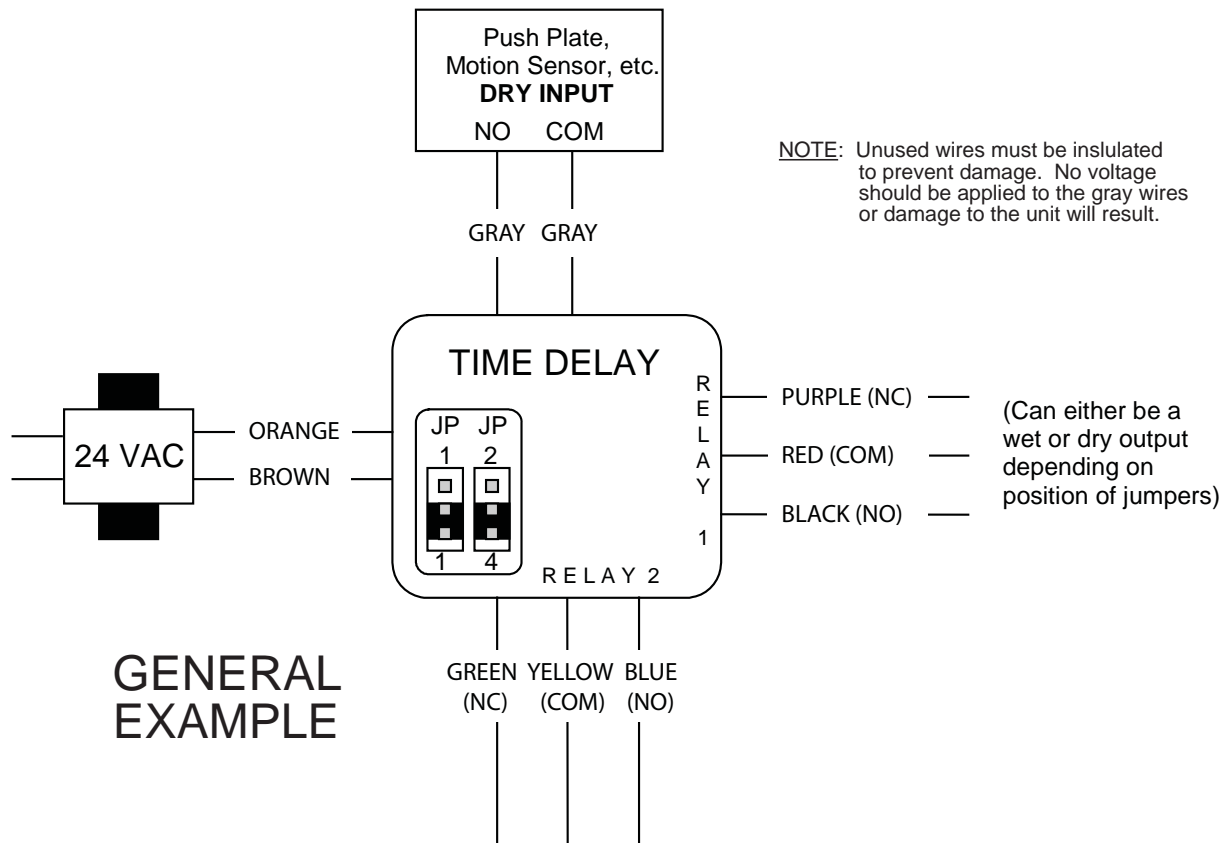 Push Plate,
Motion Sensor, etc.
DRY INPUT
NO COM
NOTE: Unused wires must be inslulated
to prevent damage. No voltage
should be applied to the gray wires
or damage to the unit will result.
GRAY GRAY
TIME DELAY
24 VAC
ORANGE
BROWN
JP JP
1 2
1 4
RELAY 1
PURPLE (NC)
RED (COM)
BLACK (NO)
(Can either be a
wet or dry output
depending on
position of jumpers)
RELAY 2
GREEN YELLOW BLUE
(NC) (COM) (NO)
GENERAL
EXAMPLE